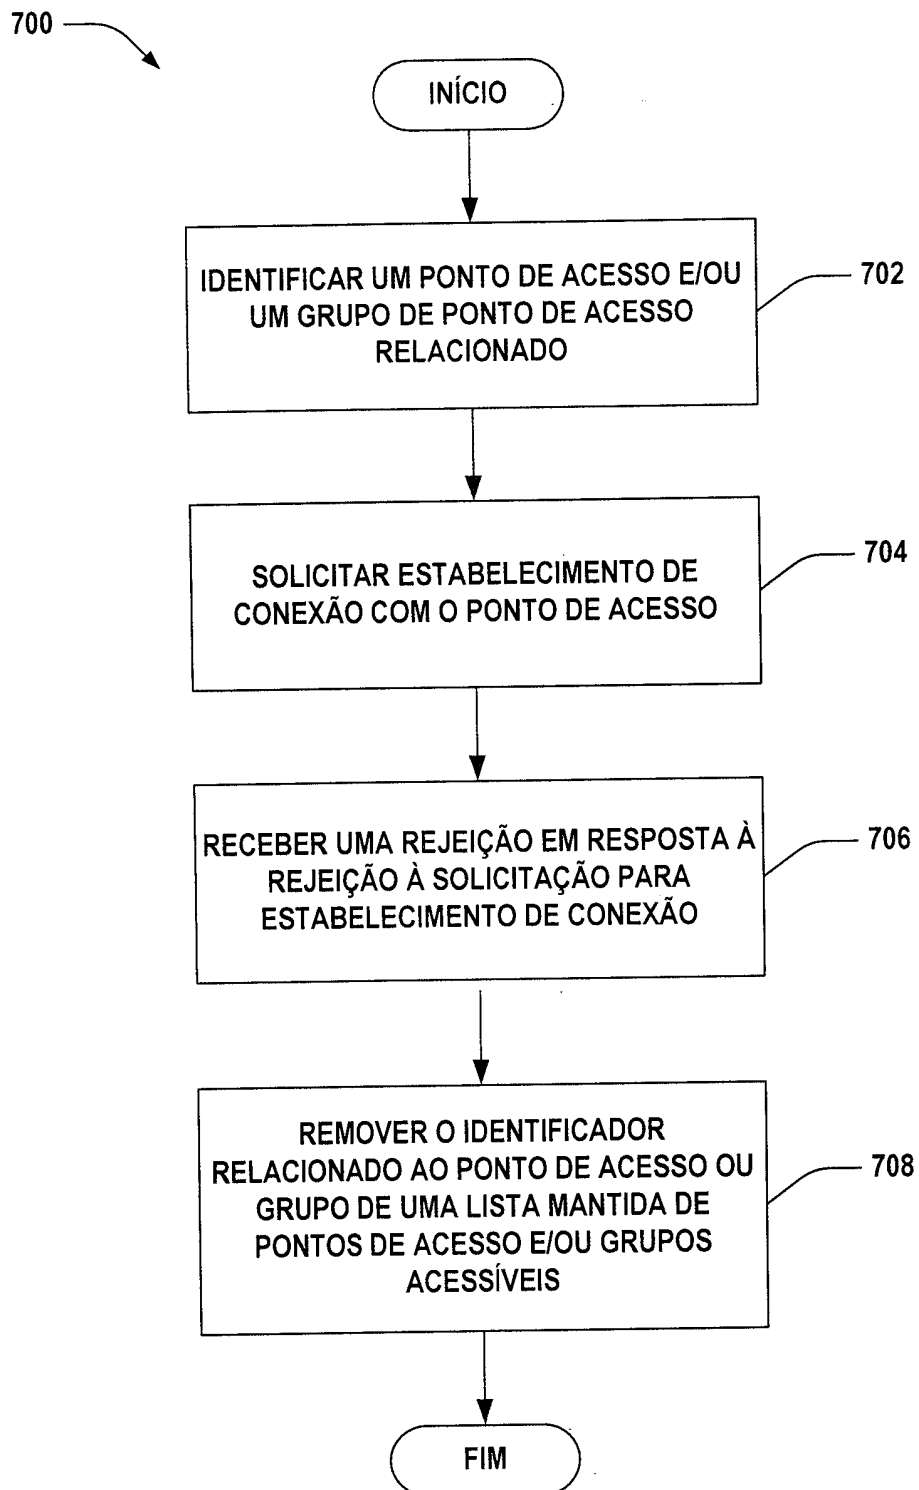 700
INÍCIO
IDENTIFICAR UM PONTO DE ACESSO E/OU
UM GRUPO DE PONTO DE ACESSO
RELACIONADO
702
SOLICITAR ESTABELECIMENTO DE
CONEXÃO COM O PONTO DE ACESSO
704
RECEBER UMA REJEIÇÃO EM RESPOSTA À
REJEIÇÃO À SOLICITAÇÃO PARA
ESTABELECIMENTO DE CONEXÃO
706
REMOVER O IDENTIFICADOR
RELACIONADO AO PONTO DE ACESSO OU
GRUPO DE UMA LISTA MANTIDA DE
PONTOS DE ACESSO E/OU GRUPOS
ACESSÍVEIS
708
FIM